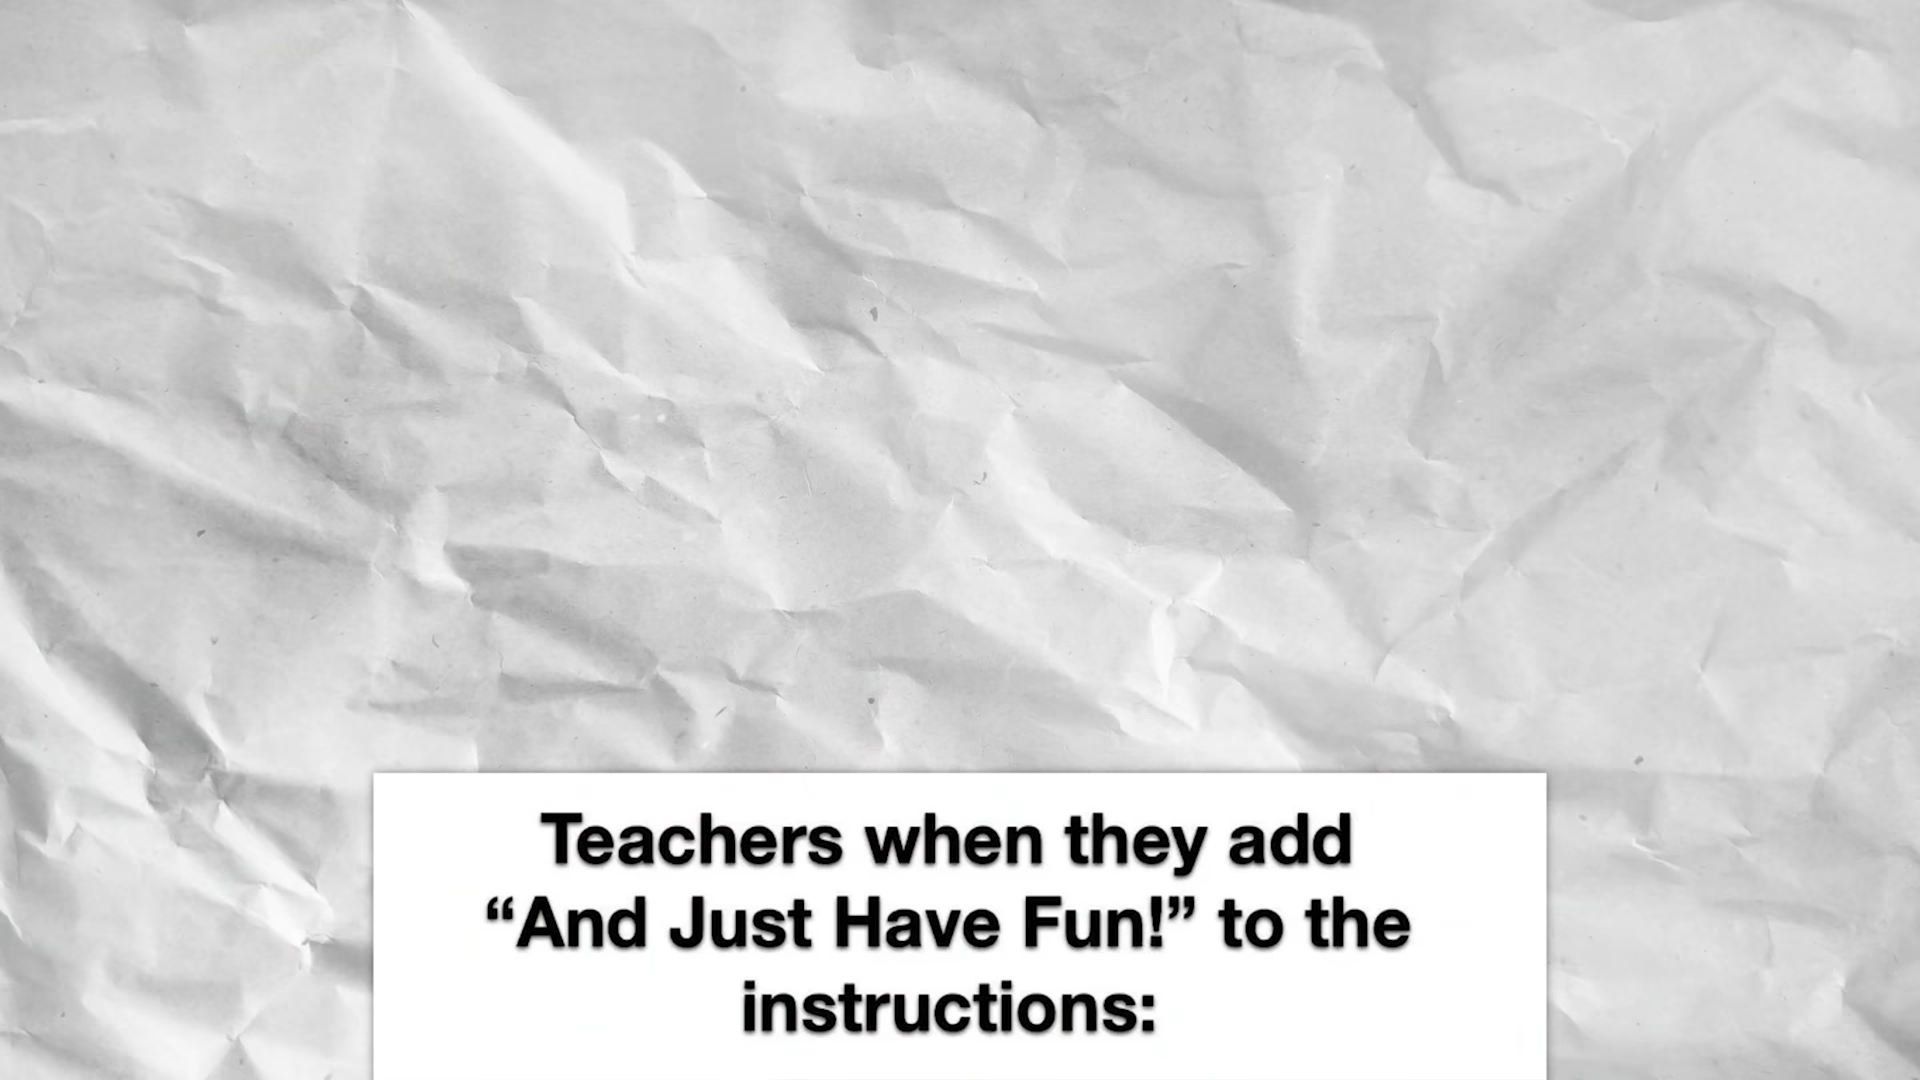 Teachers when they add
“And Just Have Fun!” to the
instructions: